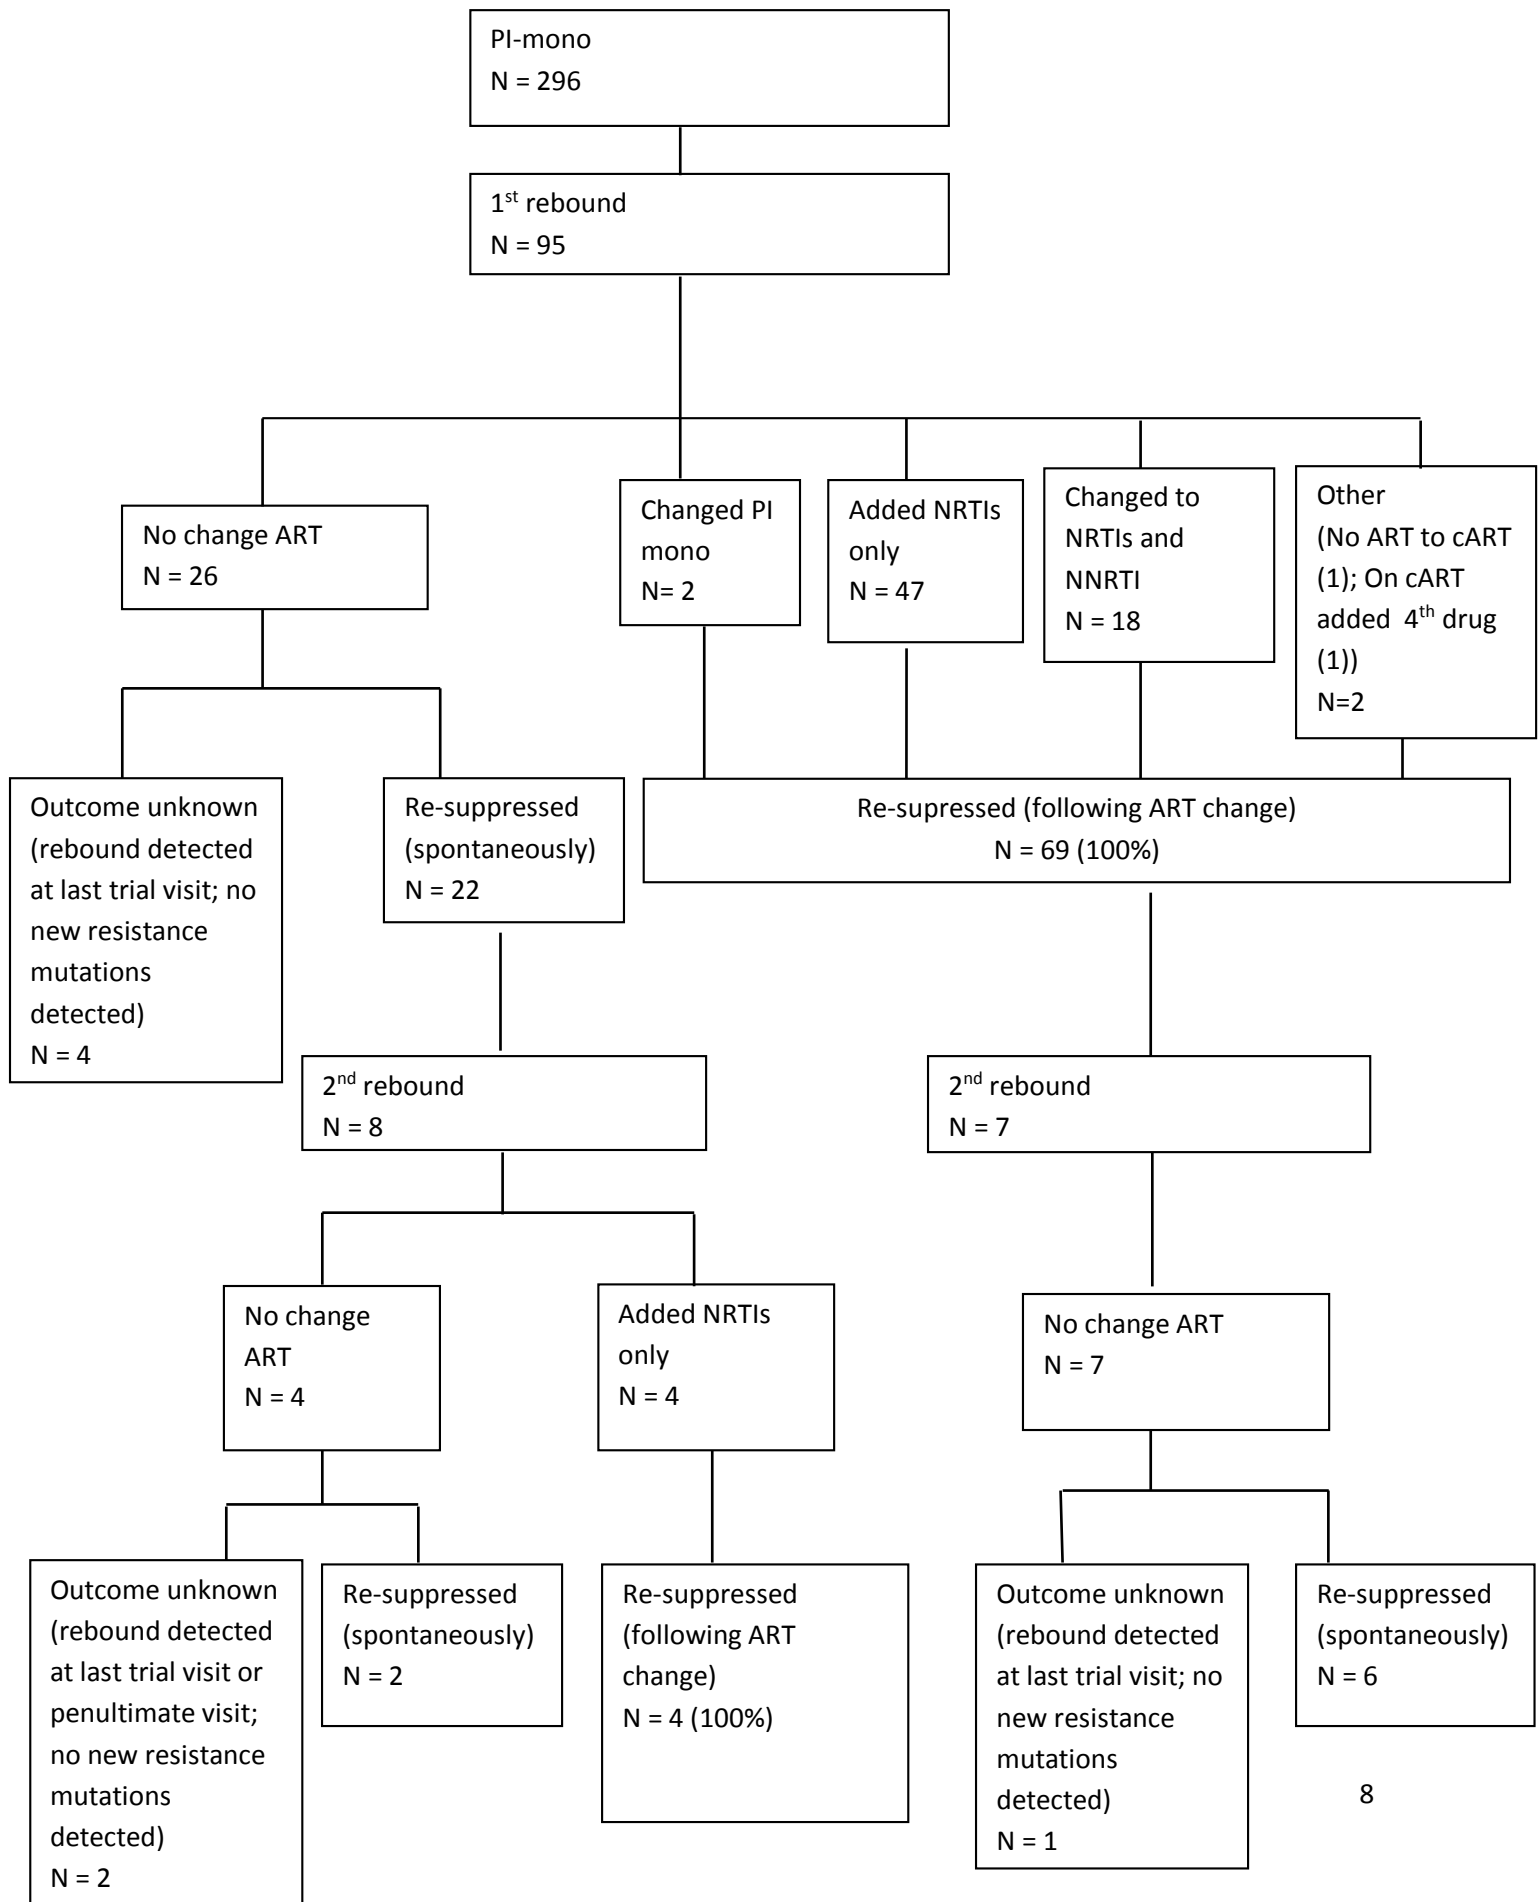 PI-mono
N = 296
1st rebound
N = 95
No change ART
N = 26
Changed PI
mono
N= 2
Added NRTIs
only
N = 47
Changed to
NRTIs and
NNRTI
N = 18
Other
(No ART to cART
(1); On cART
added 4th drug
(1))
N=2
Outcome unknown
(rebound detected
at last trial visit; no
new resistance
mutations
detected)
N = 4
Re-suppressed
(spontaneously)
N = 22
Re-supressed (following ART change)
N = 69 (100%)
2nd rebound
N = 8
2nd rebound
N = 7
No change
ART
N = 4
Added NRTIs
only
N = 4
No change ART
N = 7
Outcome unknown
(rebound detected
at last trial visit or
penultimate visit;
no new resistance
mutations
detected)
N = 2
Re-suppressed
(spontaneously)
N = 2
Re-suppressed
(following ART
change)
N = 4 (100%)
Outcome unknown
(rebound detected
at last trial visit; no
new resistance
mutations
detected)
N = 1
Re-suppressed
(spontaneously)
N = 6
8